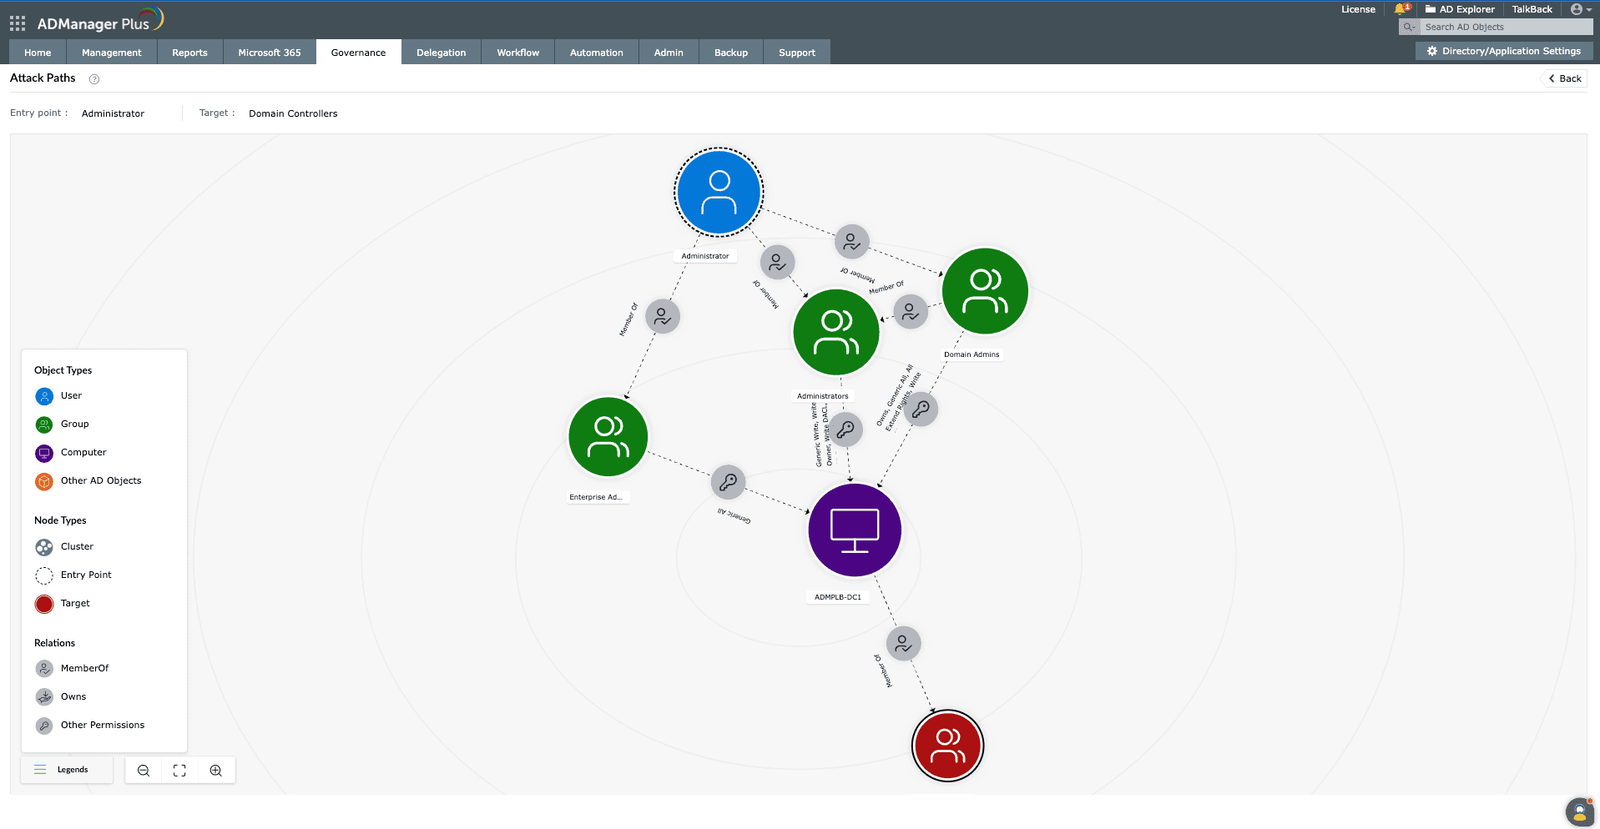 License
1
AD Explorer
TalkBack
ADManager Plus
Search AD Objects
Home
Management
Reports
Microsoft 365
Governance
Delegation
Workflow
Automation
Admin
Backup
Support
Directory/Application Settings
Attack Paths
?
Back
Entry point :
Administrator
Target :
Domain Controllers
Administrator
Member Of
Member Of
Member Of
Member Of
Domain Admins
Administrators
Owns, Generic All, All
Extend Rights, Write
...
Generic Write, Write
Owner, Write DACL...
Enterprise Ad...
Generic All
ADMPLB-DC1
Member Of
Object Types
User
Group
Computer
Other AD Objects
Node Types
Cluster
Entry Point
Target
Relations
MemberOf
Owns
Other Permissions
Legends